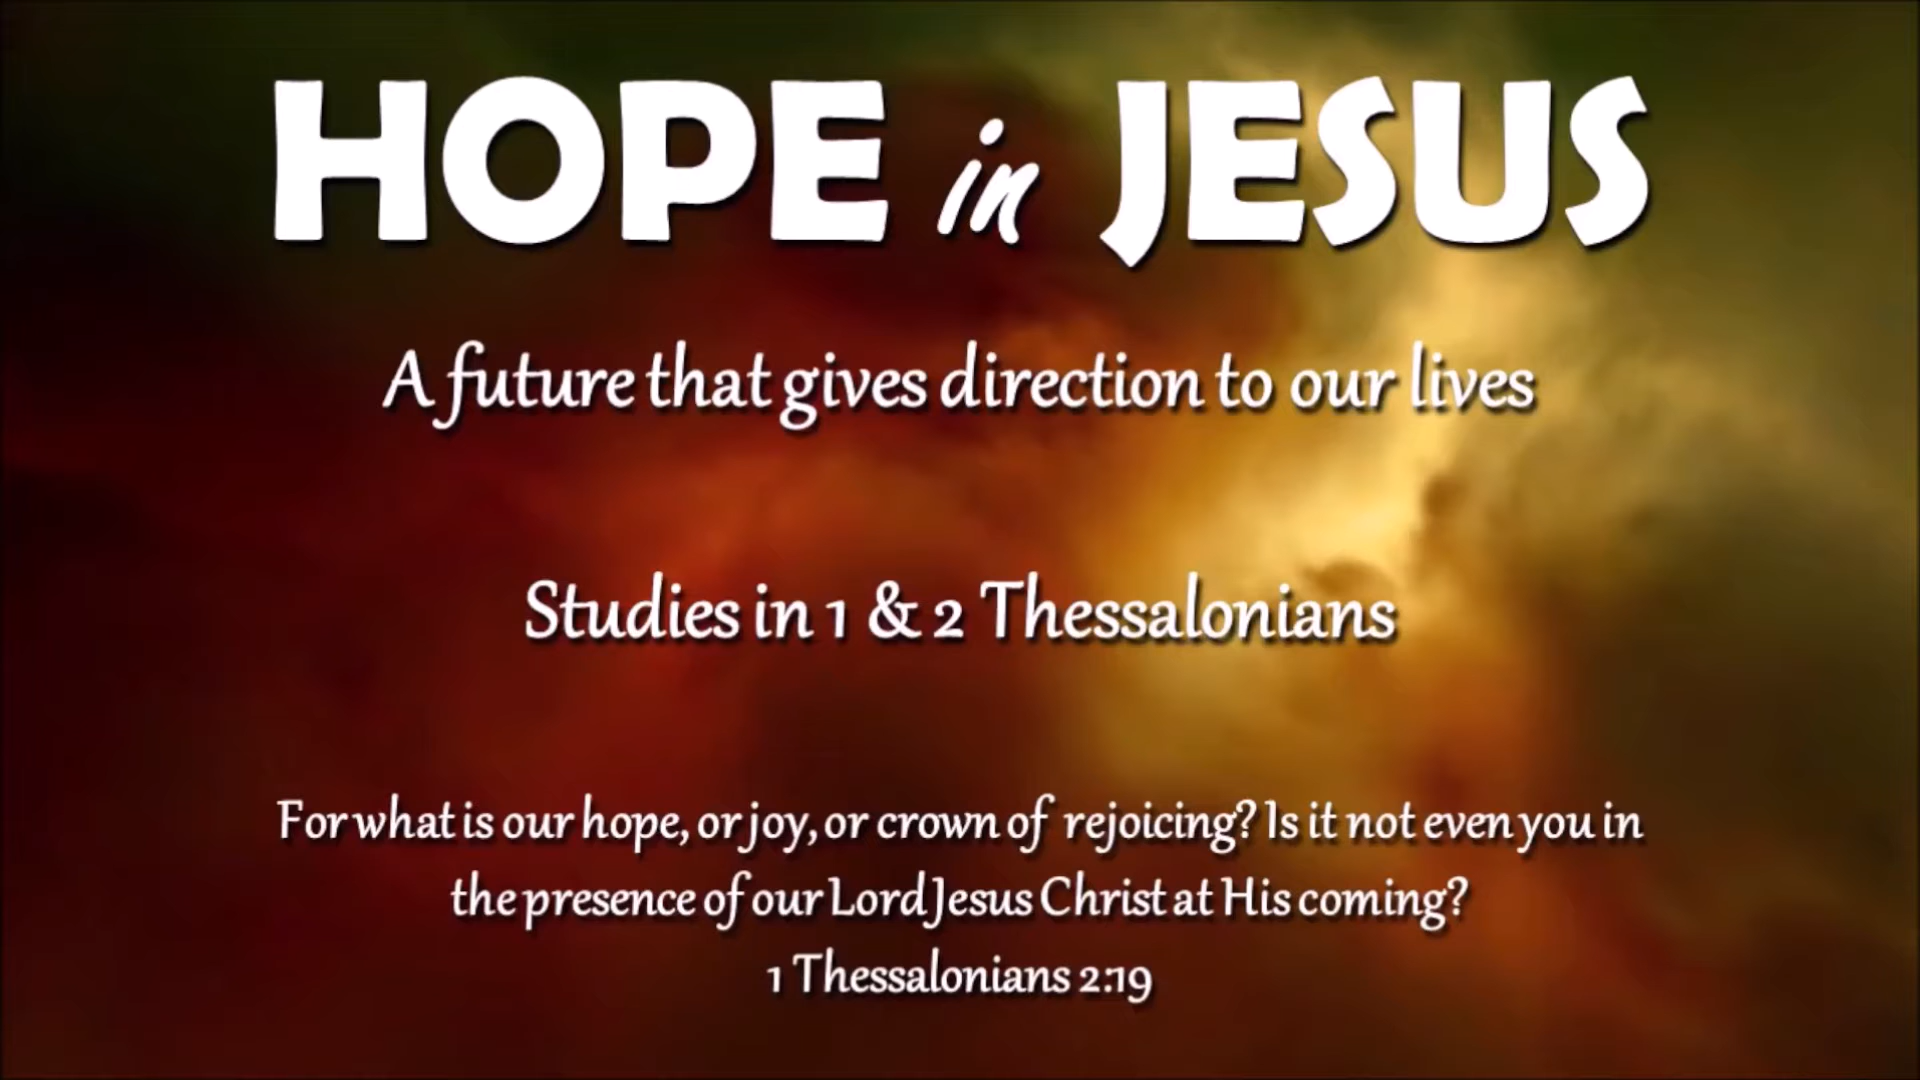 HOPE in JESUS
A future that gives direction to our lives
Studies in 1 & 2 Thessalonians
For what is our hope, or joy, or crown of rejoicing? Is it not even you in
the presence of our Lord Jesus Christ at His coming?
1 Thessalonians 2:19